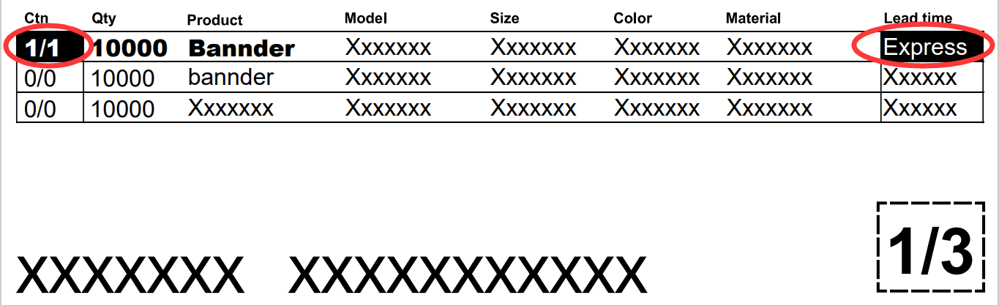 Ctn Qty Product Model Size Color Material Lead time
1/1 10000 Bannder Xxxxxxx Xxxxxxx Xxxxxxx Xxxxxxx Express
0/0 10000 bannder Xxxxxxx Xxxxxxx Xxxxxxx Xxxxxxx Xxxxxx
0/0 10000 Xxxxxxx Xxxxxxx Xxxxxxx Xxxxxxx Xxxxxxx Xxxxxx
XXXXXXX XXXXXXXXXXX 1/3